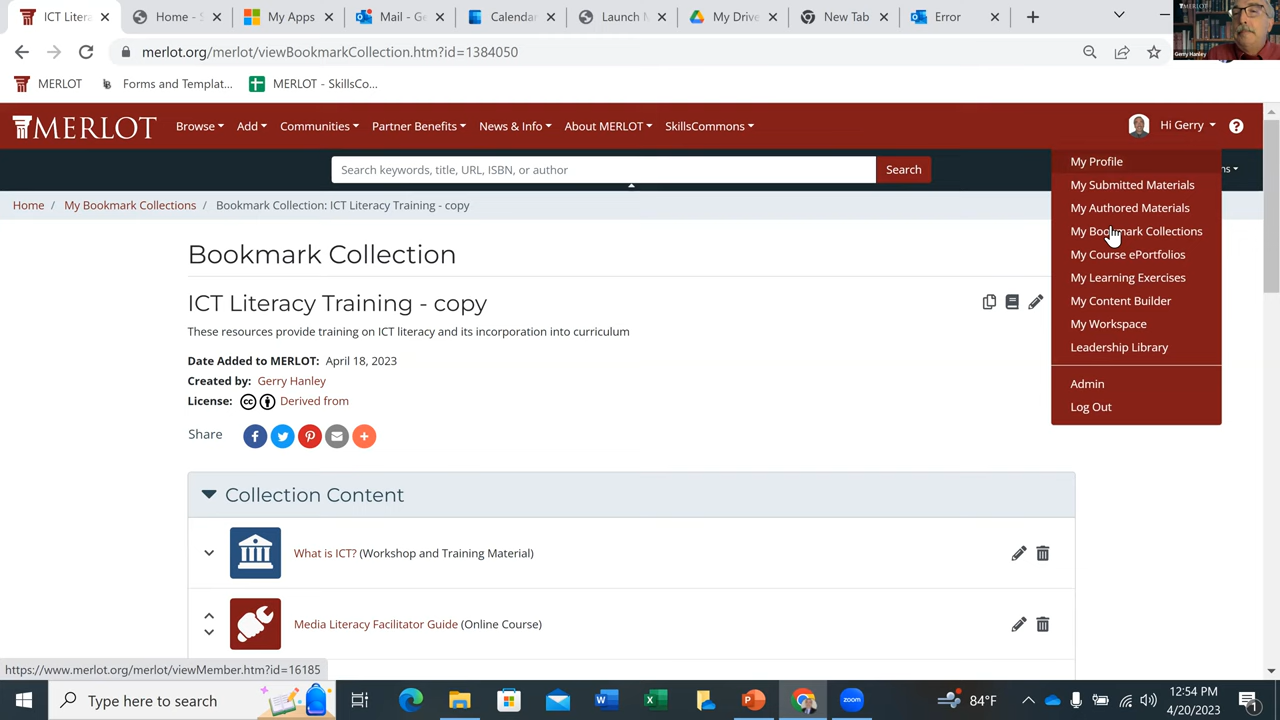 ICT Litera
Home - S
My Apps
Mail - Ge
Calendar
Launch M
My Drive
New Tab
Error
MERLOT
Gerry Hanley
merlot.org/merlot/viewBookmarkCollection.htm?id=1384050
MERLOT
Forms and Templat...
MERLOT - SkillsCo...
MERLOT
Browse
Add
Communities
Partner Benefits
News & Info
About MERLOT
SkillsCommons
Hi Gerry
?
Search keywords, title, URL, ISBN, or author
Search
ns
Home / My Bookmark Collections / Bookmark Collection: ICT Literacy Training - copy
My Profile
My Submitted Materials
My Authored Materials
My Bookmark Collections
My Course ePortfolios
My Learning Exercises
My Content Builder
My Workspace
Leadership Library
Admin
Log Out
Bookmark Collection
ICT Literacy Training - copy
These resources provide training on ICT literacy and its incorporation into curriculum
Date Added to MERLOT: April 18, 2023
Created by: Gerry Hanley
License: cc Derived from
Share
Collection Content
What is ICT? (Workshop and Training Material)
Media Literacy Facilitator Guide (Online Course)
https://www.merlot.org/merlot/viewMember.htm?id=16185
Type here to search
84°F
12:54 PM
4/20/2023
1